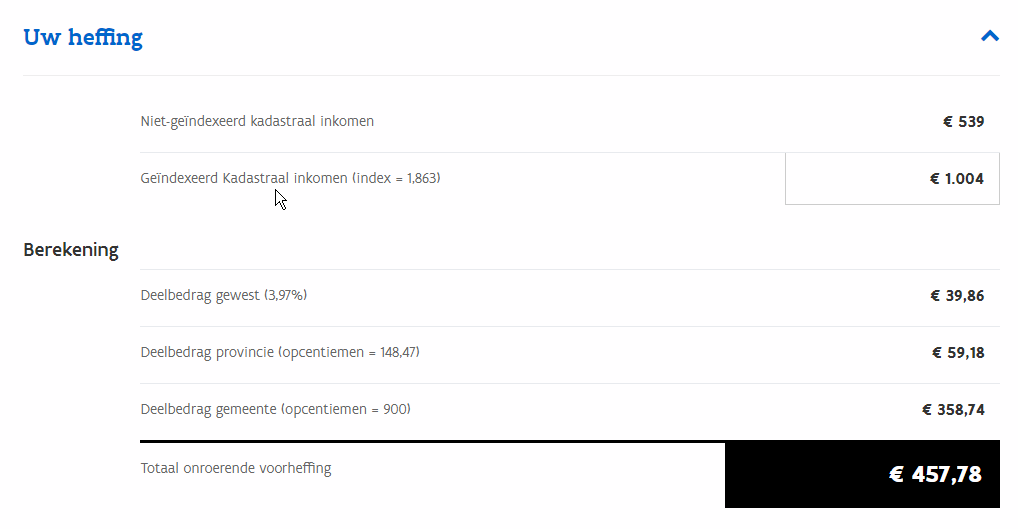 Uw heffing
Niet-geïndexeerd kadastraal inkomen € 539
Geïndexeerd Kadastraal inkomen (index = 1,863) € 1.004
Berekening
Deelbedrag gewest (3,97%) € 39,86
Deelbedrag provincie (opcentiemen = 148,47) € 59,18
Deelbedrag gemeente (opcentiemen = 900) € 358,74
Totaal onroerende voorheffing € 457,78